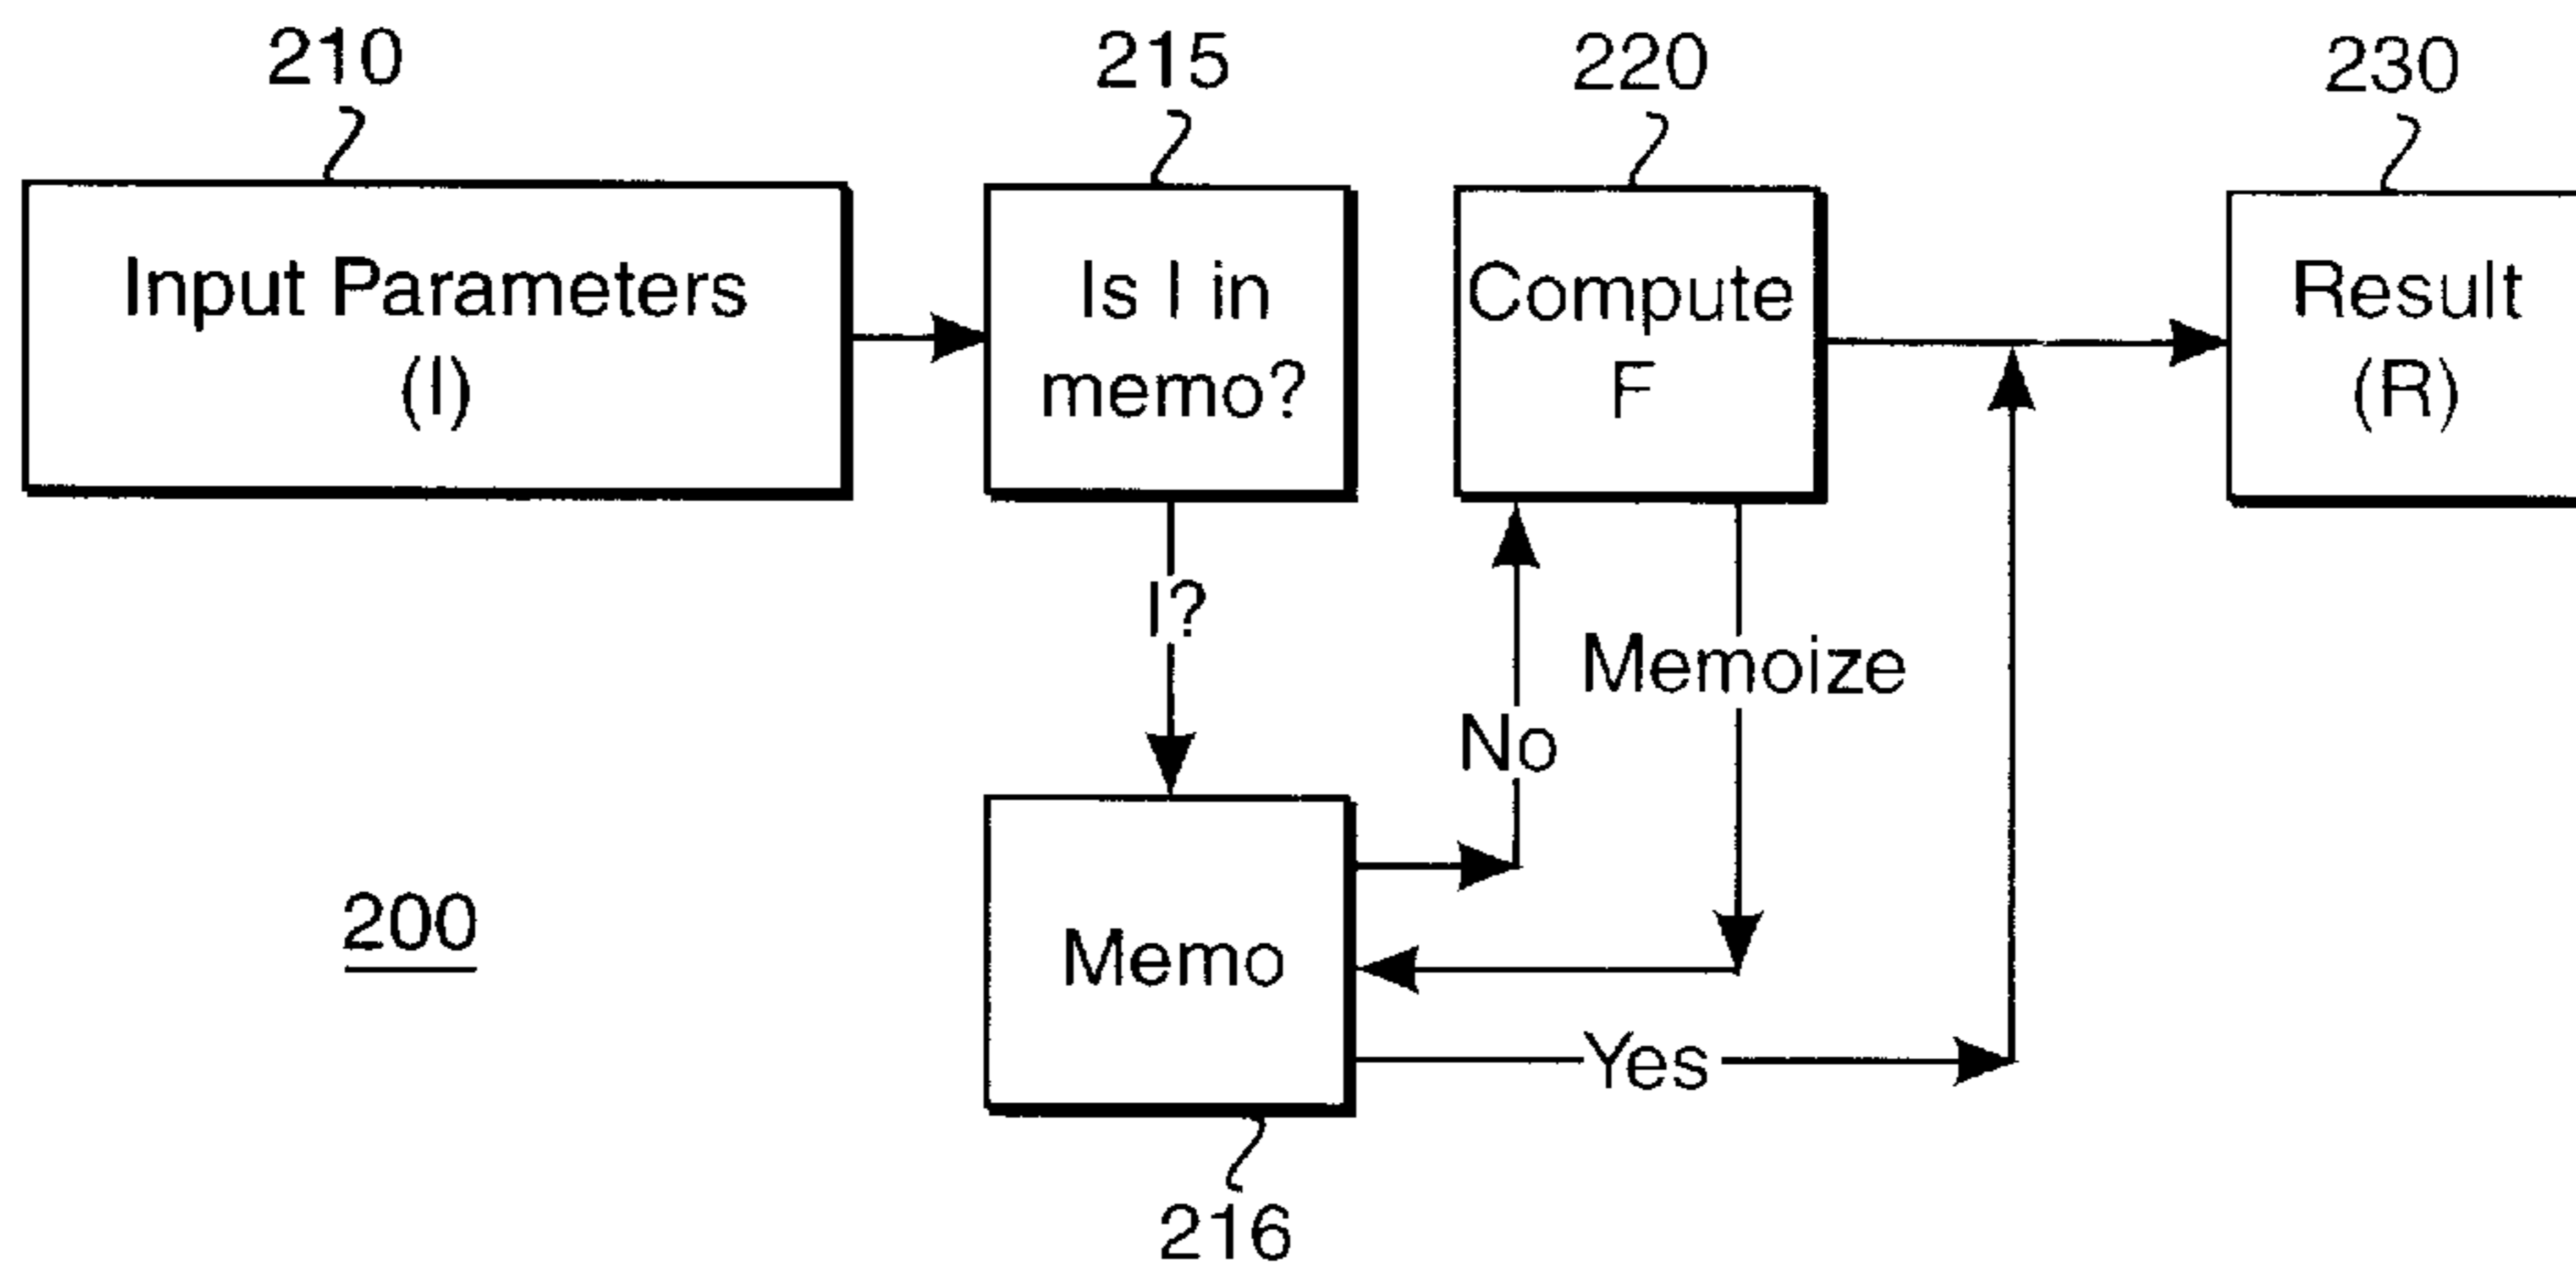 210
215
220
230
Input Parameters
(I)
Is I in
memo?
Compute
F
Result
(R)
I?
Memoize
No
200
Memo
Yes
216